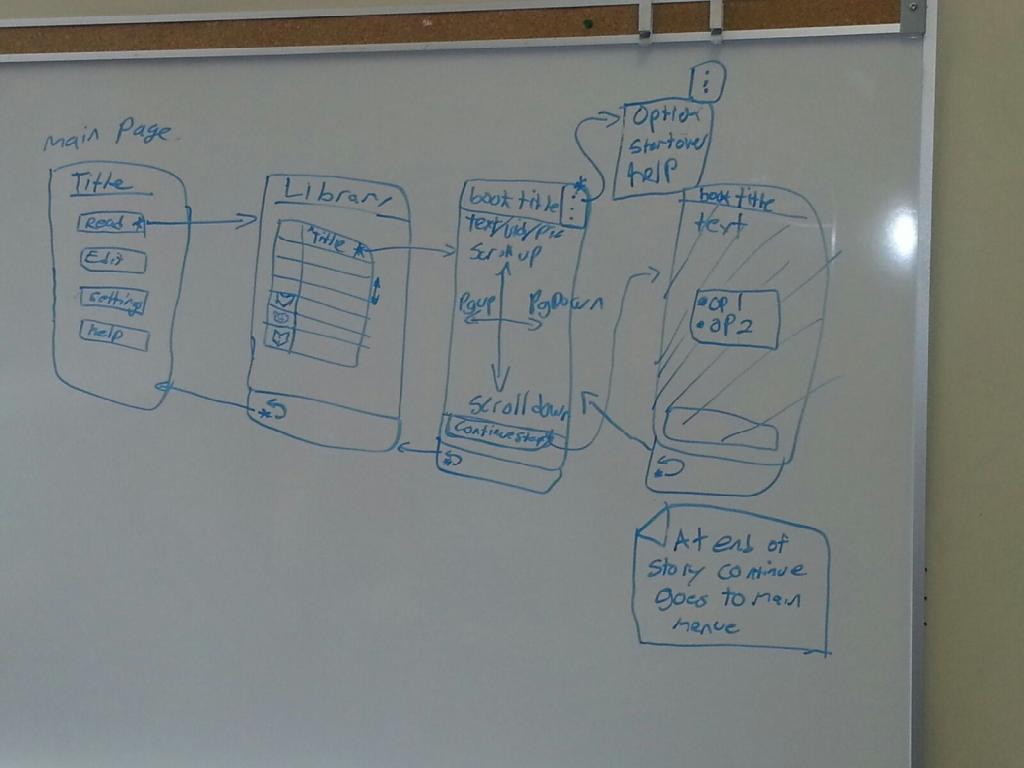 Main Page.
Title
Read *
Edit
Setting
help
Library
Title *
*
book title
text/vid/pic
Scroll up
Pgup
PgDown
Scroll down
Continue story
*
Option
Startover
help
book title
text
• OP 1
• OP 2
At end of
Story continue
goes to main
menue